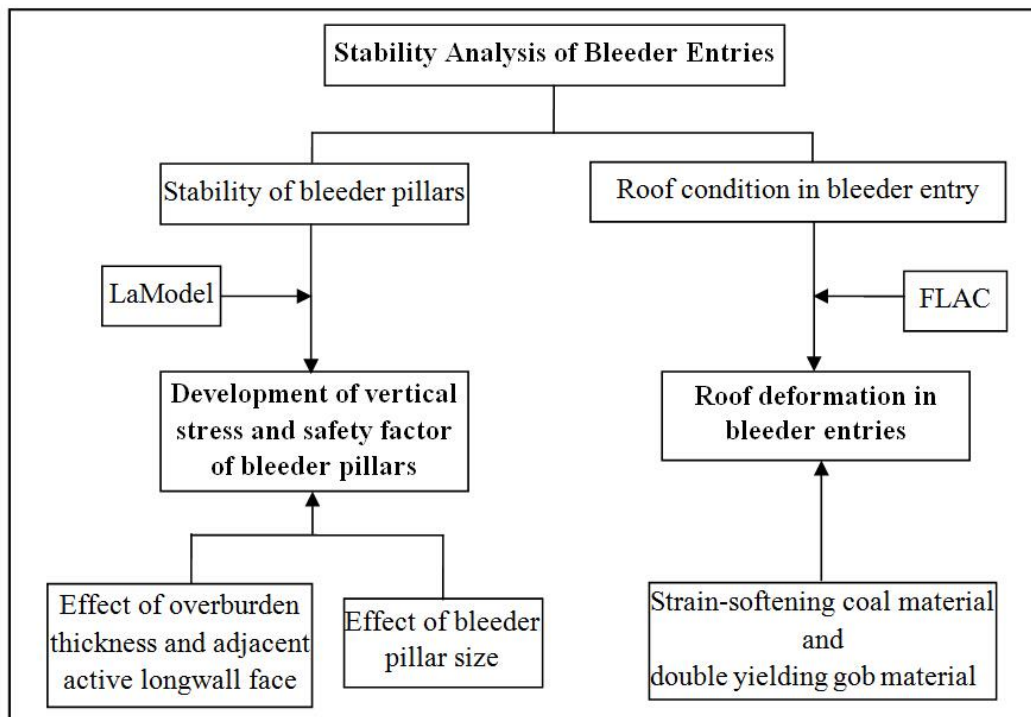 Stability Analysis of Bleeder Entries
Stability of bleeder pillars
Roof condition in bleeder entry
LaModel
FLAC
Development of vertical
stress and safety factor
of bleeder pillars
Roof deformation in
bleeder entries
Effect of overburden
thickness and adjacent
active longwall face
Effect of bleeder
pillar size
Strain-softening coal material
and
double yielding gob material